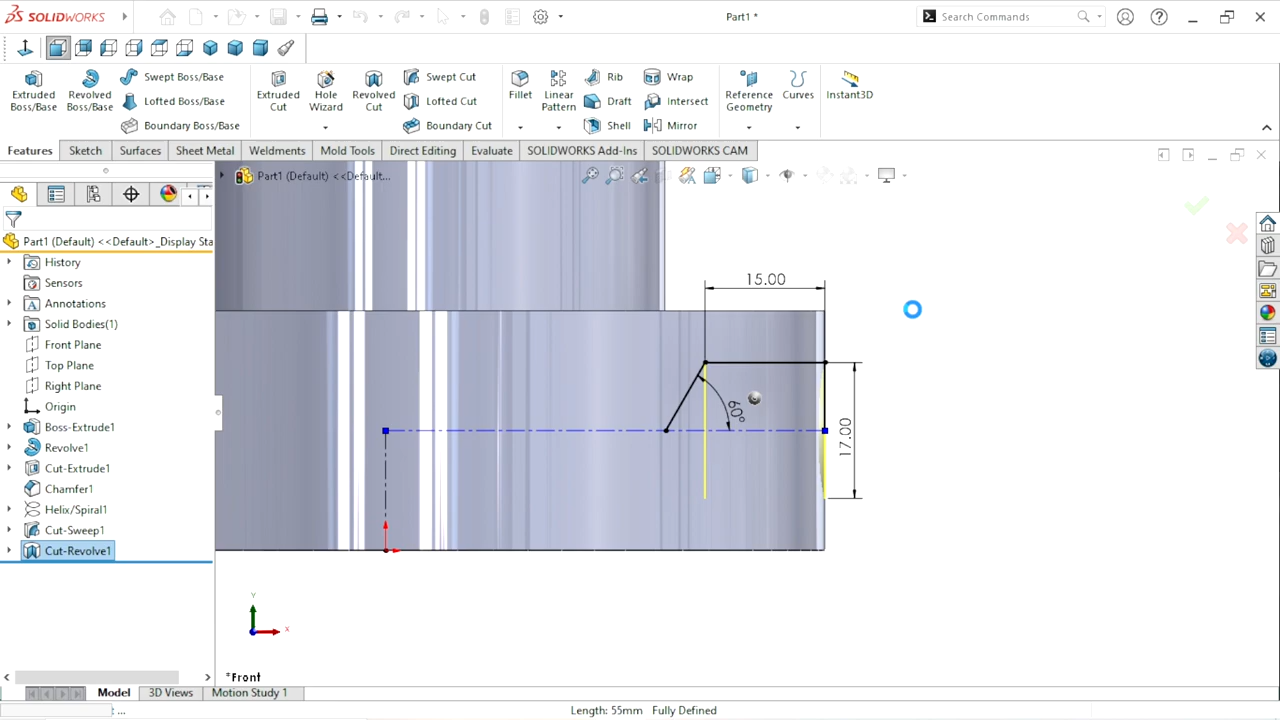 SOLIDWORKS
Part1 *
Search Commands
Extruded Boss/Base
Revolved Boss/Base
Swept Boss/Base
Lofted Boss/Base
Boundary Boss/Base
Extruded Cut
Hole Wizard
Revolved Cut
Swept Cut
Lofted Cut
Boundary Cut
Fillet
Linear Pattern
Rib
Draft
Shell
Wrap
Intersect
Mirror
Reference Geometry
Curves
Instant3D
Features
Sketch
Surfaces
Sheet Metal
Weldments
Mold Tools
Direct Editing
Evaluate
SOLIDWORKS Add-Ins
SOLIDWORKS CAM
Part1 (Default) <<Default...
Part1 (Default) <<Default>_Display Sta
History
Sensors
Annotations
Solid Bodies(1)
Front Plane
Top Plane
Right Plane
Origin
Boss-Extrude1
Revolve1
Cut-Extrude1
Chamfer1
Helix/Spiral1
Cut-Sweep1
Cut-Revolve1
15.00
60°
17.00
Y
X
*Front
Model
3D Views
Motion Study 1
...
Length: 55mm
Fully Defined